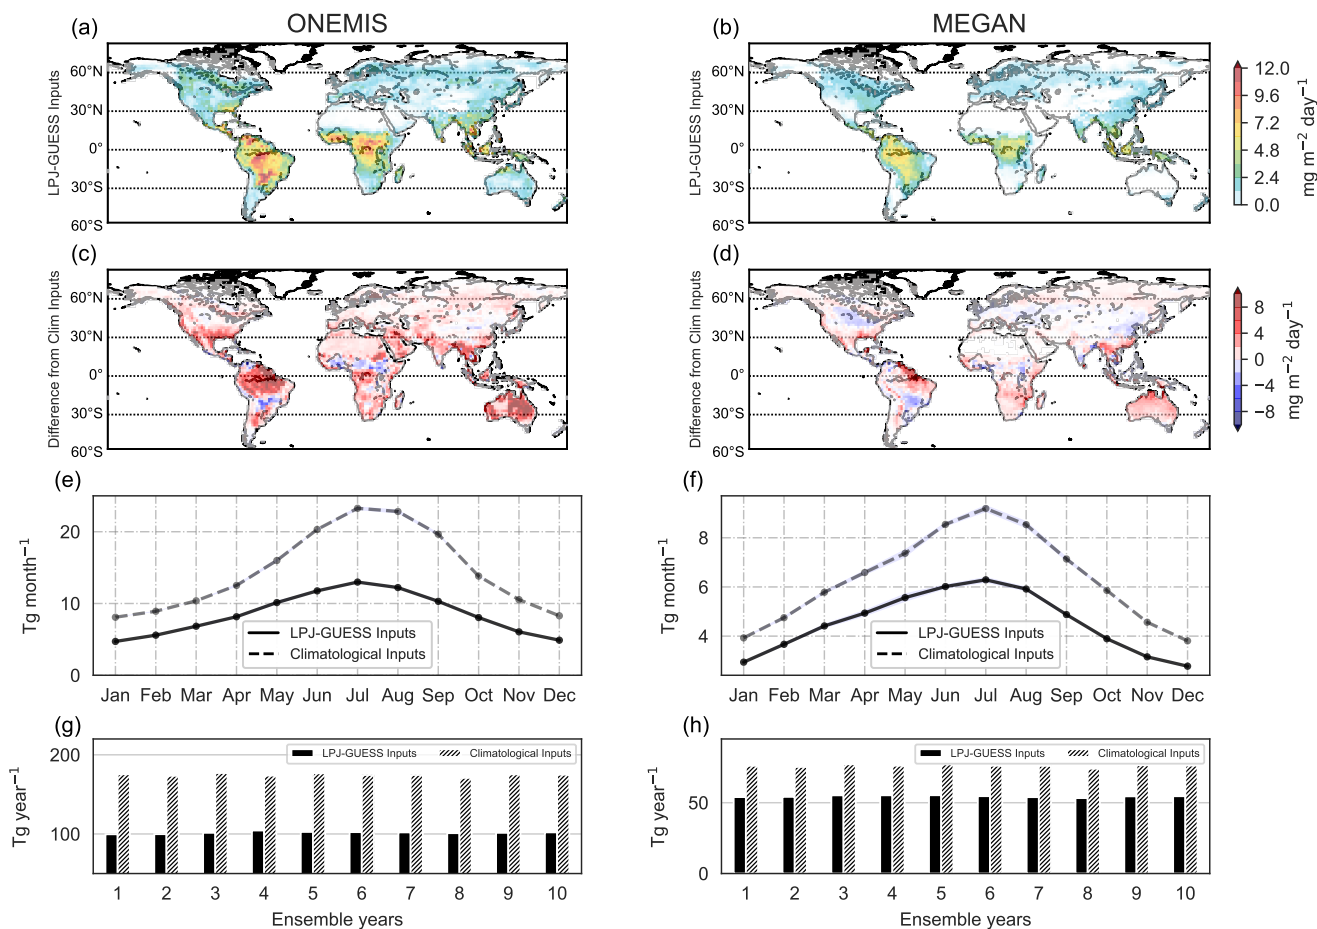 (a) ONEMIS
(b) MEGAN
LPJ-GUESS Inputs
60°N
30°N
0°
30°S
60°S
LPJ-GUESS Inputs
60°N
30°N
0°
30°S
60°S
12.0
9.6
7.2
4.8
2.4
0.0
mg m⁻² day⁻¹
(c)
(d)
Difference from Clim Inputs
60°N
30°N
0°
30°S
60°S
Difference from Clim Inputs
60°N
30°N
0°
30°S
60°S
8
4
0
−4
−8
mg m⁻² day⁻¹
(e)
Tg month⁻¹
20
10
0
LPJ-GUESS Inputs
Climatological Inputs
Jan Feb Mar Apr May Jun Jul Aug Sep Oct Nov Dec
(f)
Tg month⁻¹
8
6
4
LPJ-GUESS Inputs
Climatological Inputs
Jan Feb Mar Apr May Jun Jul Aug Sep Oct Nov Dec
(g)
Tg year⁻¹
200
100
LPJ-GUESS Inputs Climatological Inputs
1 2 3 4 5 6 7 8 9 10
Ensemble years
(h)
Tg year⁻¹
50
0
LPJ-GUESS Inputs Climatological Inputs
1 2 3 4 5 6 7 8 9 10
Ensemble years